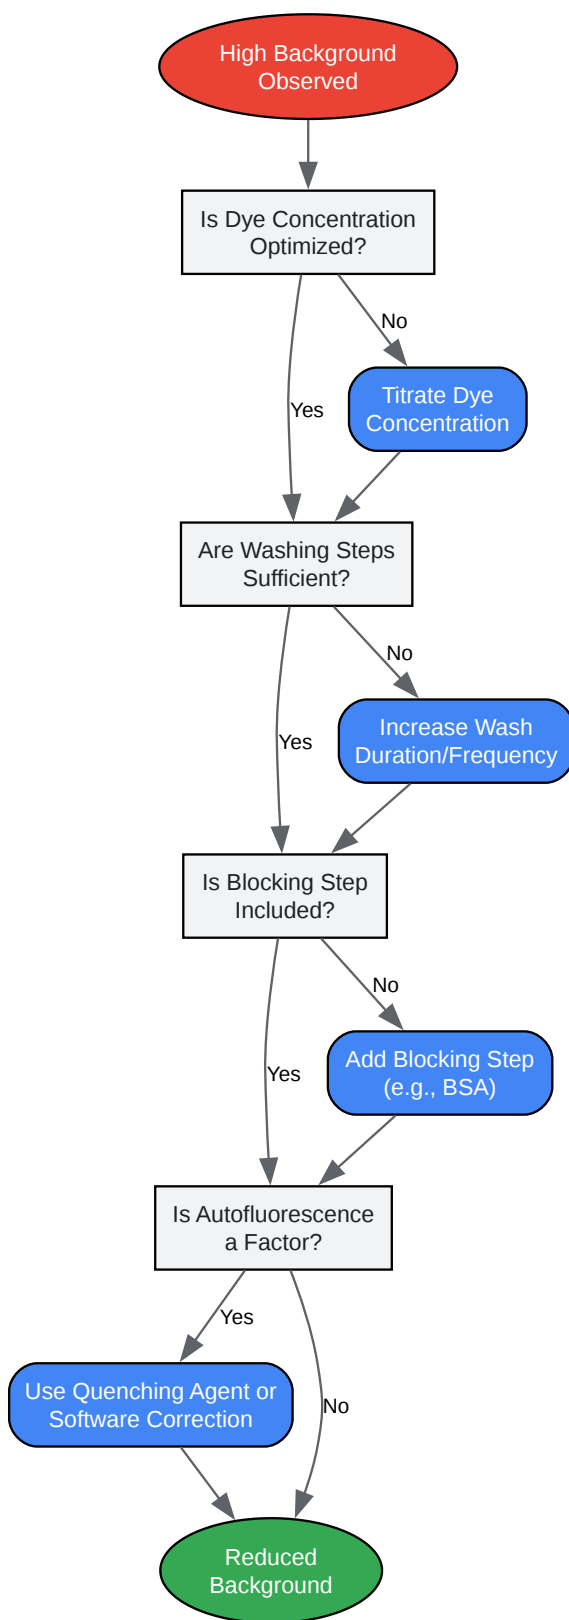 High Background
Observed
Is Dye Concentration
Optimized?
No
Titrate Dye
Concentration
Yes
Are Washing Steps
Sufficient?
No
Increase Wash
Duration/Frequency
Yes
Is Blocking Step
Included?
No
Add Blocking Step
(e.g., BSA)
Yes
Is Autofluorescence
a Factor?
Yes
Use Quenching Agent or
Software Correction
No
Reduced
Background